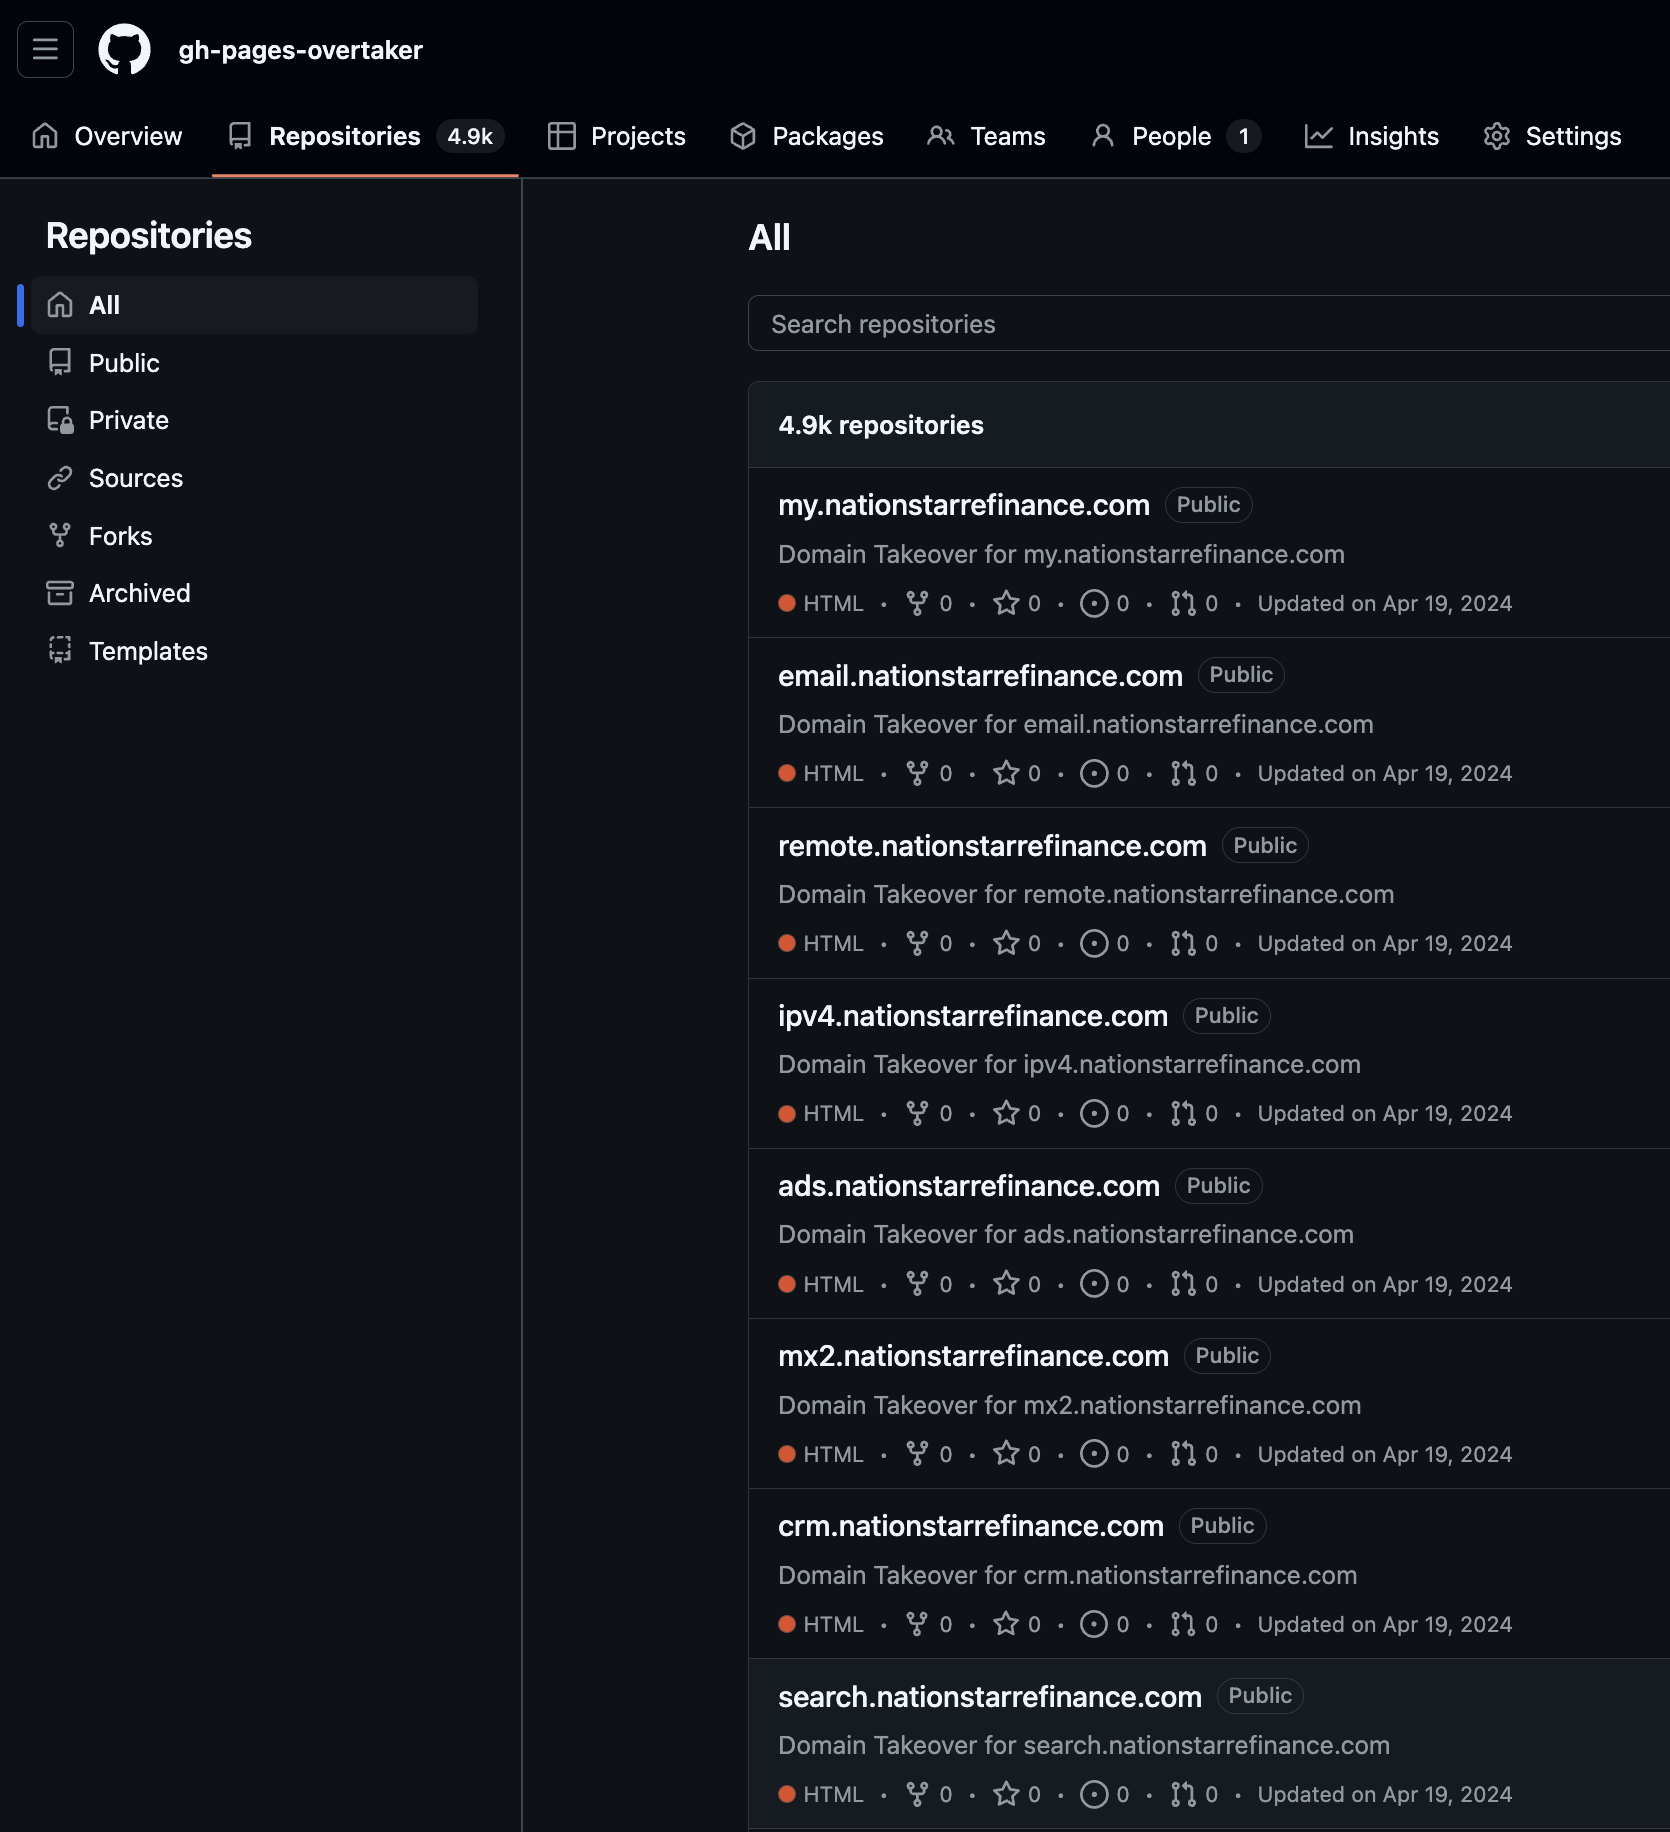 gh-pages-overtaker
Overview Repositories 4.9k Projects Packages Teams People 1 Insights Settings
Repositories
All
Public
Private
Sources
Forks
Archived
Templates
All
Search repositories
4.9k repositories
my.nationstarrefinance.com Public
Domain Takeover for my.nationstarrefinance.com
HTML • 0 • 0 • 0 • 0 • Updated on Apr 19, 2024
email.nationstarrefinance.com Public
Domain Takeover for email.nationstarrefinance.com
HTML • 0 • 0 • 0 • 0 • Updated on Apr 19, 2024
remote.nationstarrefinance.com Public
Domain Takeover for remote.nationstarrefinance.com
HTML • 0 • 0 • 0 • 0 • Updated on Apr 19, 2024
ipv4.nationstarrefinance.com Public
Domain Takeover for ipv4.nationstarrefinance.com
HTML • 0 • 0 • 0 • 0 • Updated on Apr 19, 2024
ads.nationstarrefinance.com Public
Domain Takeover for ads.nationstarrefinance.com
HTML • 0 • 0 • 0 • 0 • Updated on Apr 19, 2024
mx2.nationstarrefinance.com Public
Domain Takeover for mx2.nationstarrefinance.com
HTML • 0 • 0 • 0 • 0 • Updated on Apr 19, 2024
crm.nationstarrefinance.com Public
Domain Takeover for crm.nationstarrefinance.com
HTML • 0 • 0 • 0 • 0 • Updated on Apr 19, 2024
search.nationstarrefinance.com Public
Domain Takeover for search.nationstarrefinance.com
HTML • 0 • 0 • 0 • 0 • Updated on Apr 19, 2024